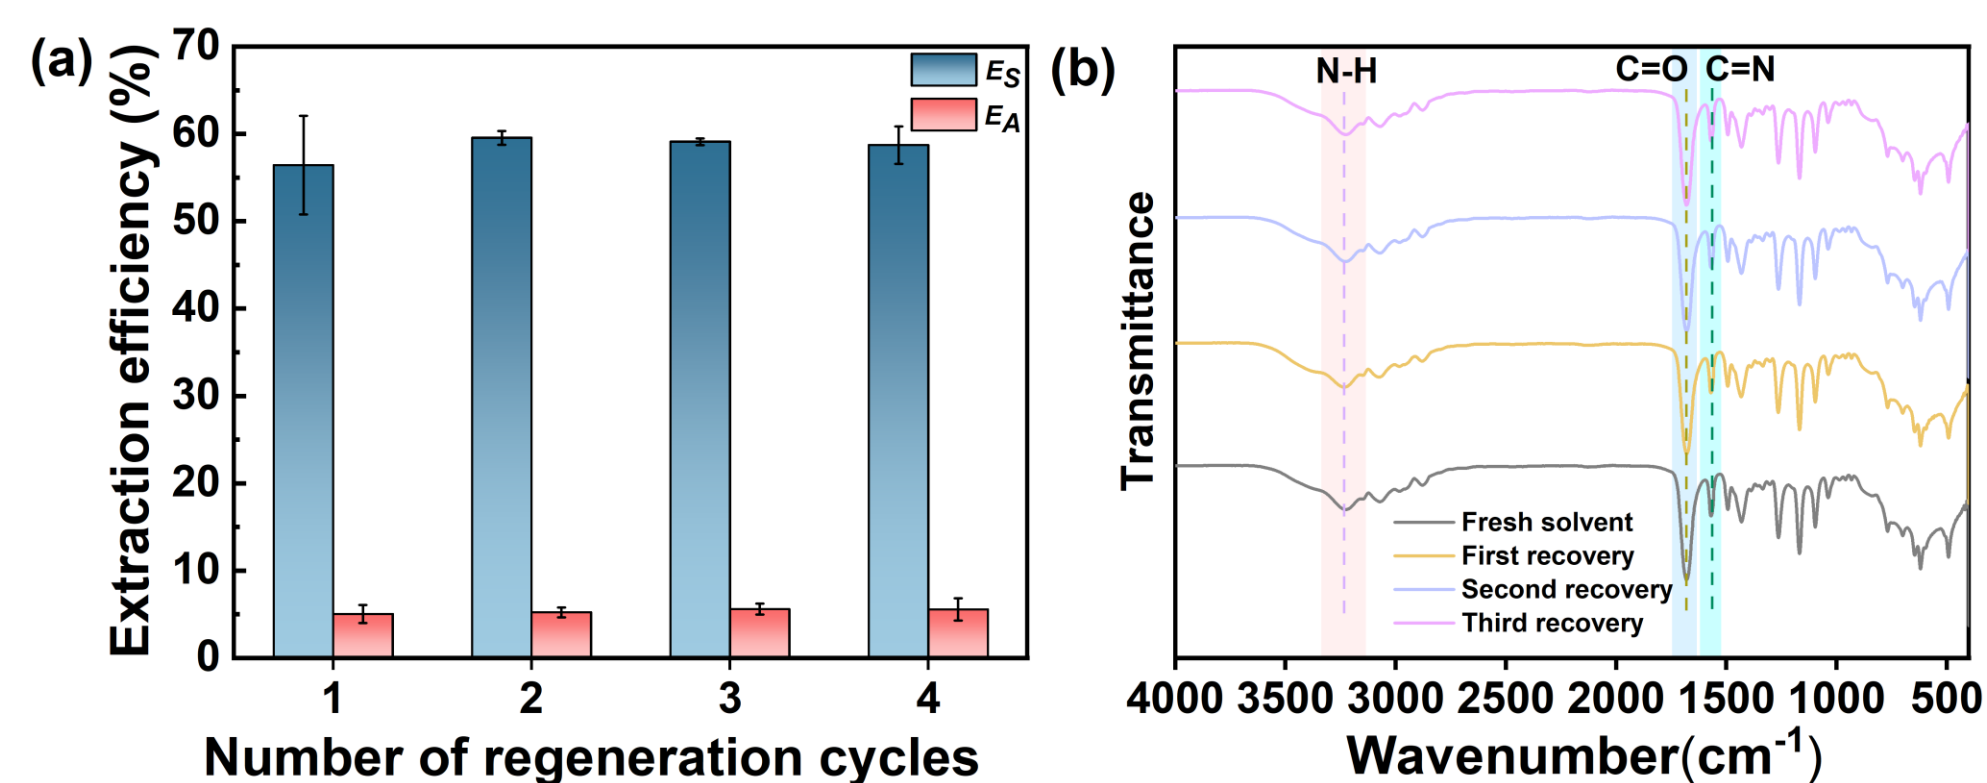 (a)
Extraction efficiency (%)
70
60
50
40
30
20
10
0
E_S
E_A
1 2 3 4
Number of regeneration cycles
(b)
Transmittance
N-H C=O C=N
Fresh solvent
First recovery
Second recovery
Third recovery
4000 3500 3000 2500 2000 1500 1000 500
Wavenumber(cm⁻¹)